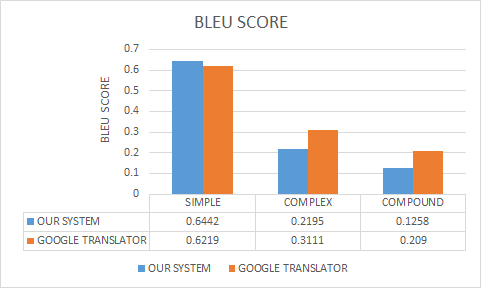 BLEU SCORE
BLEU SCORE
0.7
0.6
0.5
0.4
0.3
0.2
0.1
0
SIMPLE COMPLEX COMPOUND
OUR SYSTEM 0.6442 0.2195 0.1258
GOOGLE TRANSLATOR 0.6219 0.3111 0.209
OUR SYSTEM GOOGLE TRANSLATOR